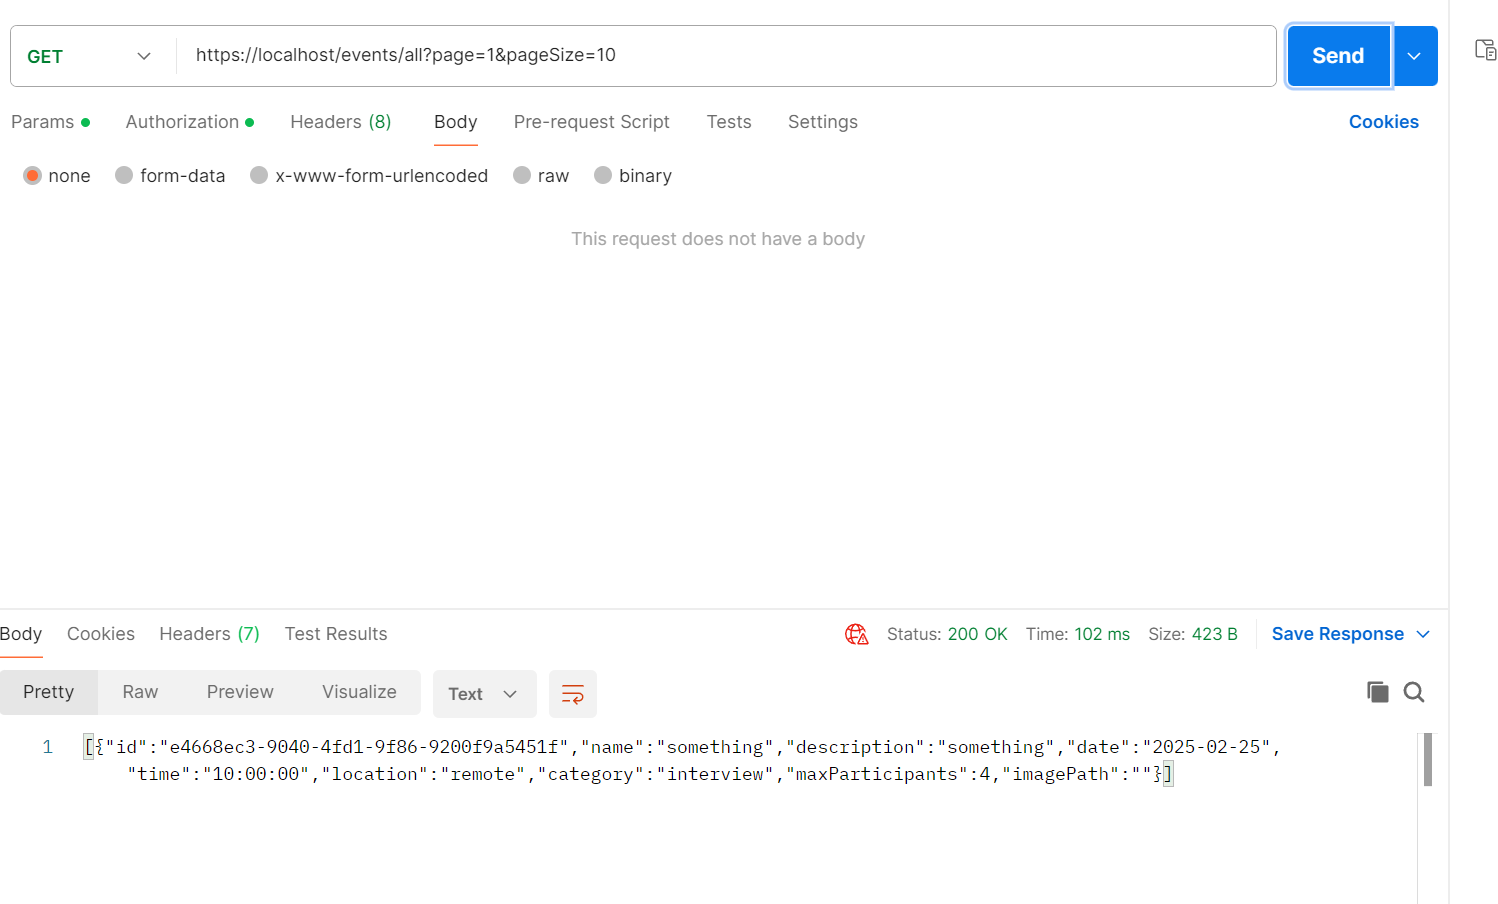 GET https://localhost/events/all?page=1&pageSize=10 Send
Params Authorization Headers (8) Body Pre-request Script Tests Settings Cookies
none form-data x-www-form-urlencoded raw binary
This request does not have a body
Body Cookies Headers (7) Test Results Status: 200 OK Time: 102 ms Size: 423 B Save Response
Pretty Raw Preview Visualize Text
1 [{"id":"e4668ec3-9040-4fd1-9f86-9200f9a5451f","name":"something","description":"something","date":"2025-02-25",
"time":"10:00:00","location":"remote","category":"interview","maxParticipants":4,"imagePath":""}]